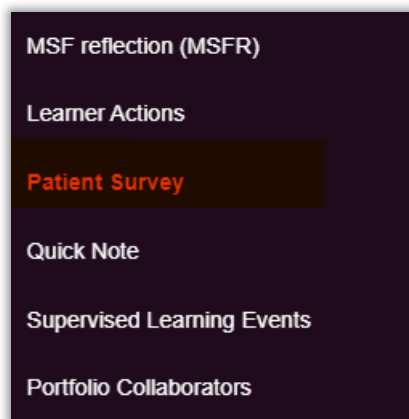 MSF reflection (MSFR)
Learner Actions
Patient Survey
Quick Note
Supervised Learning Events
Portfolio Collaborators